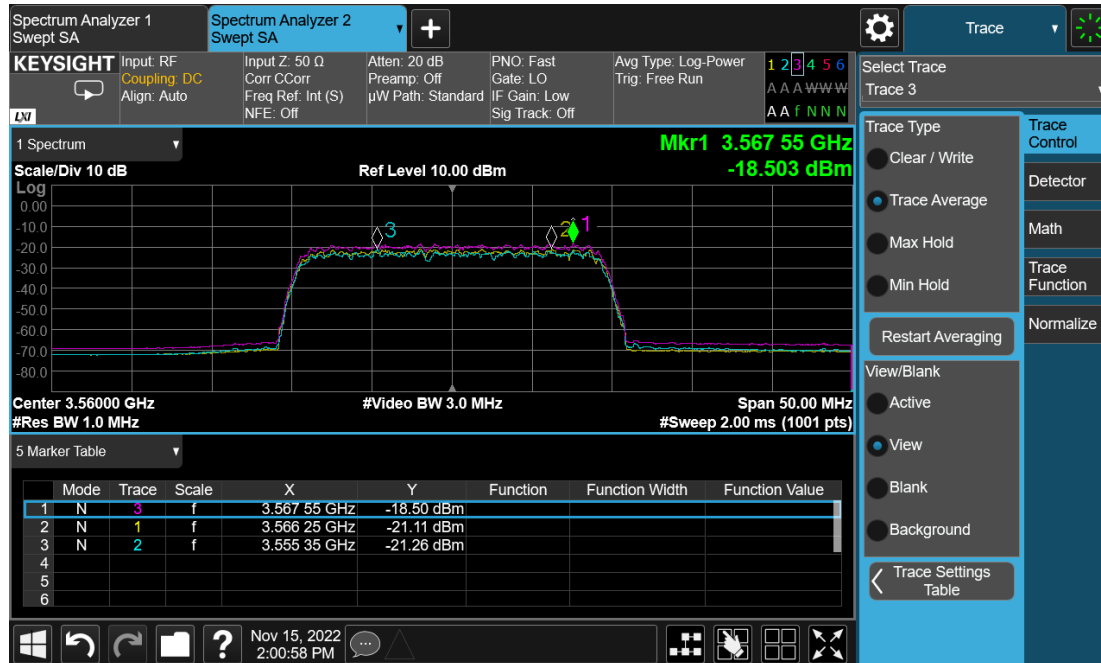 Spectrum Analyzer 1
Swept SA
Spectrum Analyzer 2
Swept SA
Trace
KEYSIGHT
LXI
Input: RF
Coupling: DC
Align: Auto
Input Z: 50 Ω
Corr CCorr
Freq Ref: Int (S)
NFE: Off
Atten: 20 dB
Preamp: Off
µW Path: Standard
PNO: Fast
Gate: LO
IF Gain: Low
Sig Track: Off
Avg Type: Log-Power
Trig: Free Run
1 2 3 4 5 6
A A A W W W
A A f N N N
Select Trace
Trace 3
1 Spectrum
Scale/Div 10 dB
Ref Level 10.00 dBm
Mkr1 3.567 55 GHz
-18.503 dBm
Log
0.00
-10.0
-20.0
-30.0
-40.0
-50.0
-60.0
-70.0
-80.0
3
2
1
Center 3.56000 GHz
#Video BW 3.0 MHz
Span 50.00 MHz
#Res BW 1.0 MHz
#Sweep 2.00 ms (1001 pts)
5 Marker Table
Mode Trace Scale X Y Function Function Width Function Value
1 N 3 f 3.567 55 GHz -18.50 dBm
2 N 1 f 3.566 25 GHz -21.11 dBm
3 N 2 f 3.555 35 GHz -21.26 dBm
4
5
6
Trace Type
Clear / Write
Trace Average
Max Hold
Min Hold
Restart Averaging
View/Blank
Active
View
Blank
Background
Trace Settings
Table
Trace
Control
Detector
Math
Trace
Function
Normalize
?
Nov 15, 2022
2:00:58 PM